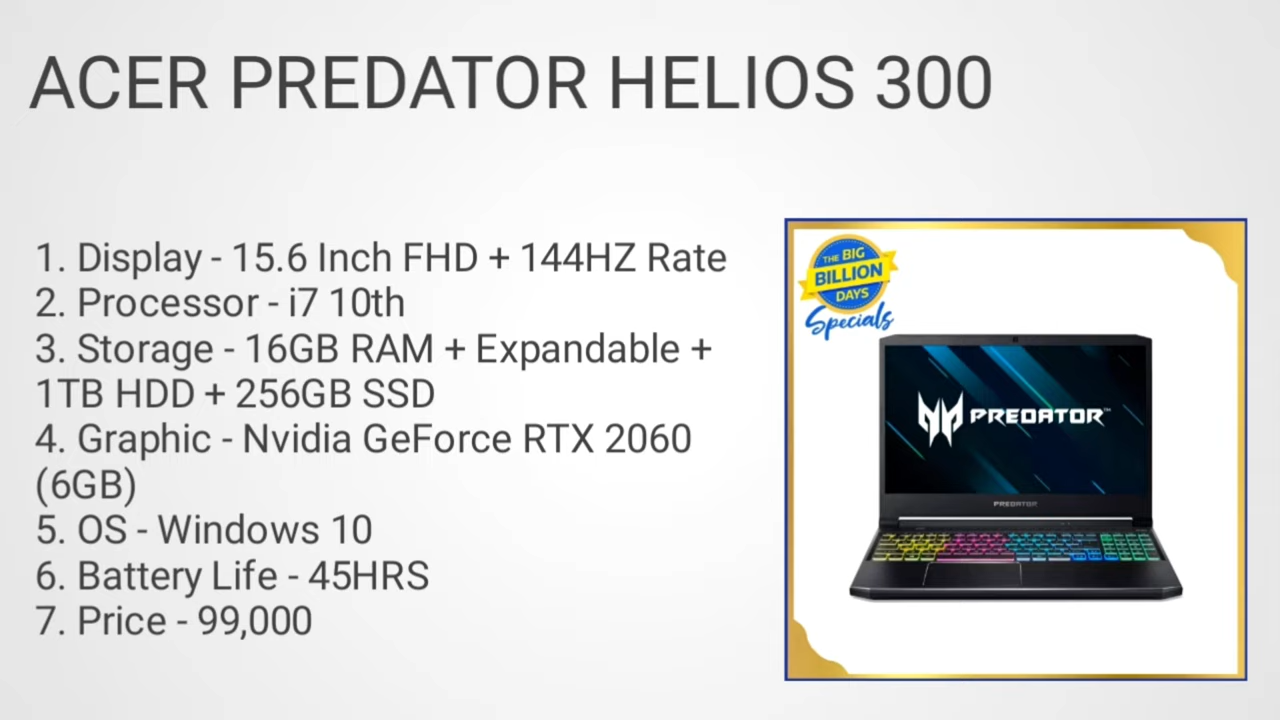 ACER PREDATOR HELIOS 300
1. Display - 15.6 Inch FHD + 144HZ Rate
2. Processor - i7 10th
3. Storage - 16GB RAM + Expandable +
1TB HDD + 256GB SSD
4. Graphic - Nvidia GeForce RTX 2060
(6GB)
5. OS - Windows 10
6. Battery Life - 45HRS
7. Price - 99,000
THE BIG
BILLION
DAYS
Specials
PREDATOR™
PREDATOR